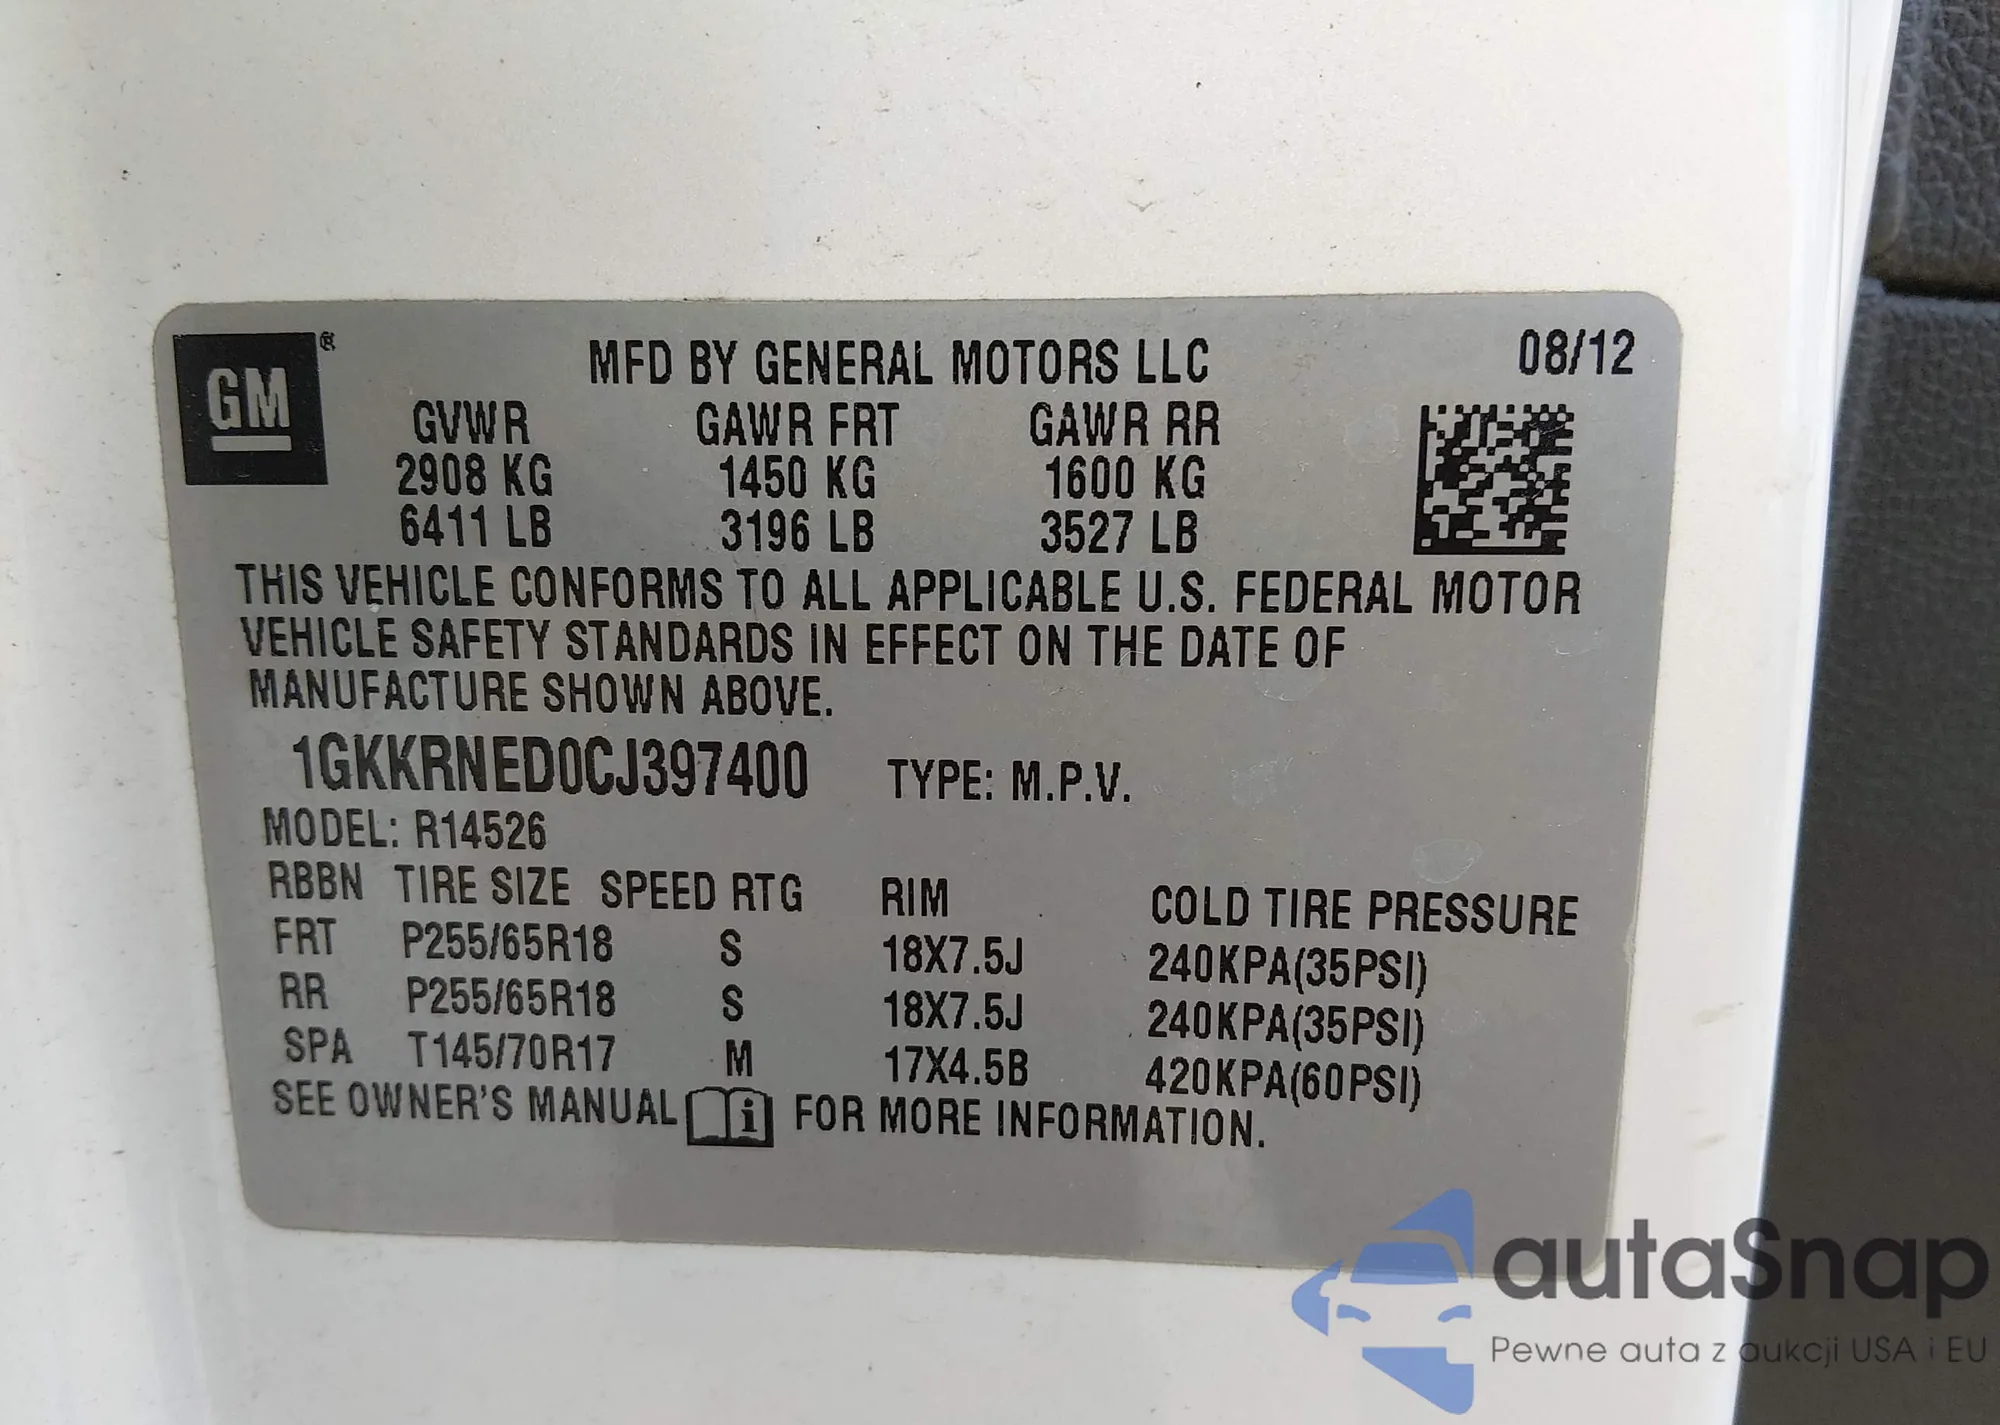 GM ®
MFD BY GENERAL MOTORS LLC 08/12
GVWR GAWR FRT GAWR RR
2908 KG 1450 KG 1600 KG
6411 LB 3196 LB 3527 LB
THIS VEHICLE CONFORMS TO ALL APPLICABLE U.S. FEDERAL MOTOR
VEHICLE SAFETY STANDARDS IN EFFECT ON THE DATE OF
MANUFACTURE SHOWN ABOVE.
1GKKRNED0CJ397400 TYPE: M.P.V.
MODEL: R14526
RBBN TIRE SIZE SPEED RTG RIM COLD TIRE PRESSURE
FRT P255/65R18 S 18X7.5J 240KPA(35PSI)
RR P255/65R18 S 18X7.5J 240KPA(35PSI)
SPA T145/70R17 M 17X4.5B 420KPA(60PSI)
SEE OWNER'S MANUAL i FOR MORE INFORMATION.
autaSnap
Pewne auta z aukcji USA i EU